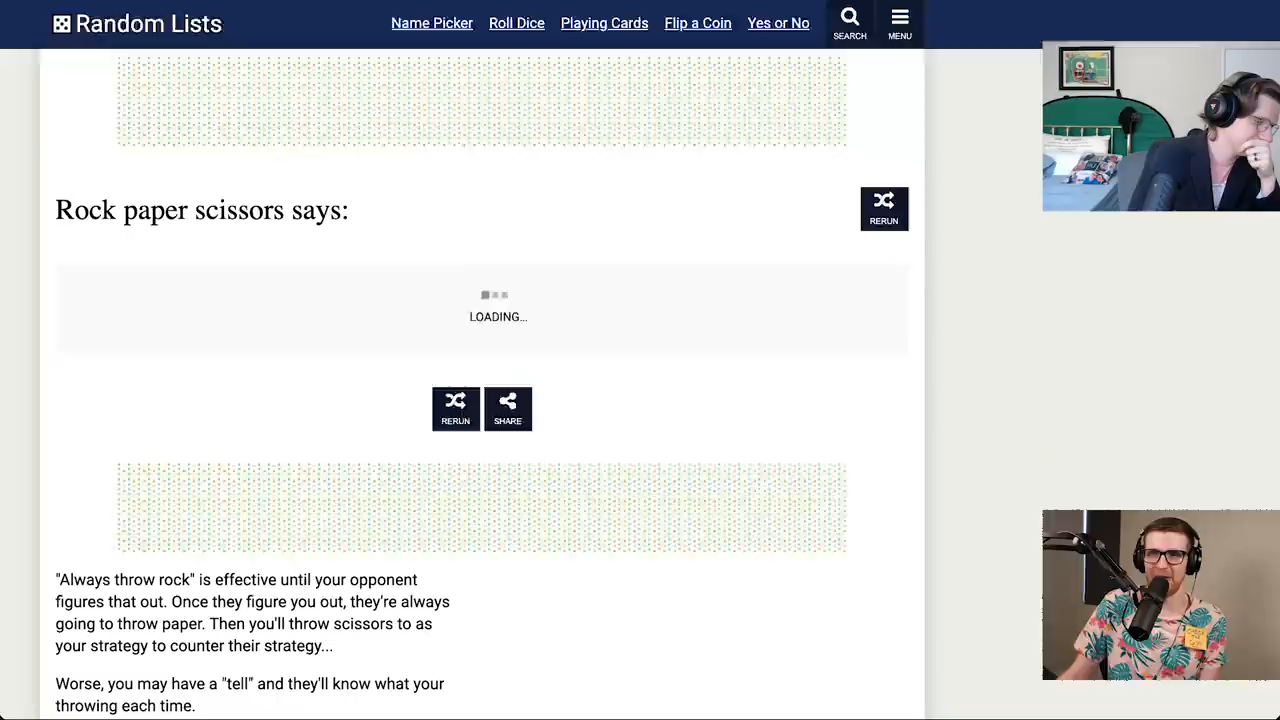 Random Lists
Name Picker
Roll Dice
Playing Cards
Flip a Coin
Yes or No
SEARCH
MENU
Rock paper scissors says:
RERUN
LOADING...
RERUN
SHARE
"Always throw rock" is effective until your opponent
figures that out. Once they figure you out, they're always
going to throw paper. Then you'll throw scissors to as
your strategy to counter their strategy...
Worse, you may have a "tell" and they'll know what your
throwing each time.